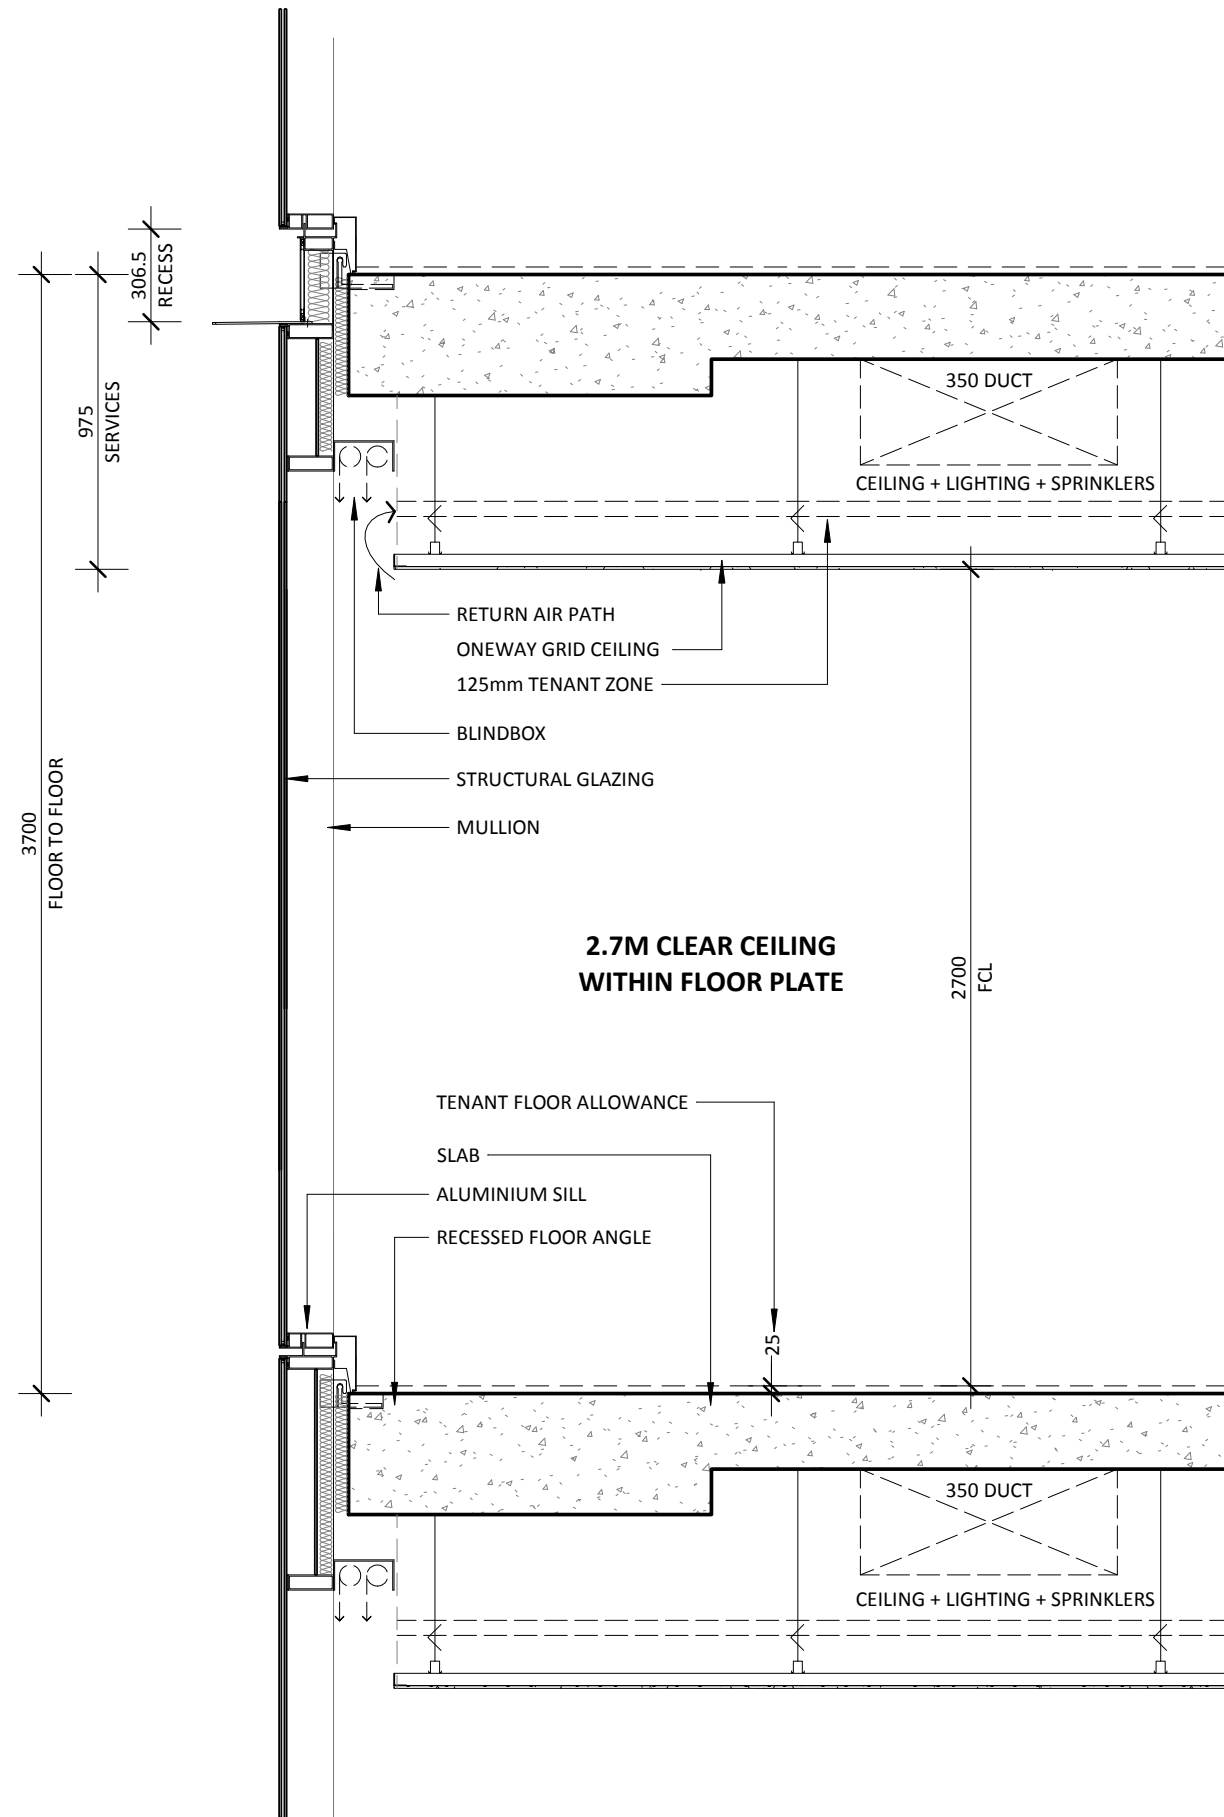 306.5
RECESS
350 DUCT
975
SERVICES
CEILING + LIGHTING + SPRINKLERS
RETURN AIR PATH
ONEWAY GRID CEILING
125mm TENANT ZONE
BLINDBOX
STRUCTURAL GLAZING
MULLION
3700
FLOOR TO FLOOR
2.7M CLEAR CEILING
WITHIN FLOOR PLATE
2700
FCL
TENANT FLOOR ALLOWANCE
SLAB
ALUMINIUM SILL
RECESSED FLOOR ANGLE
25
350 DUCT
CEILING + LIGHTING + SPRINKLERS